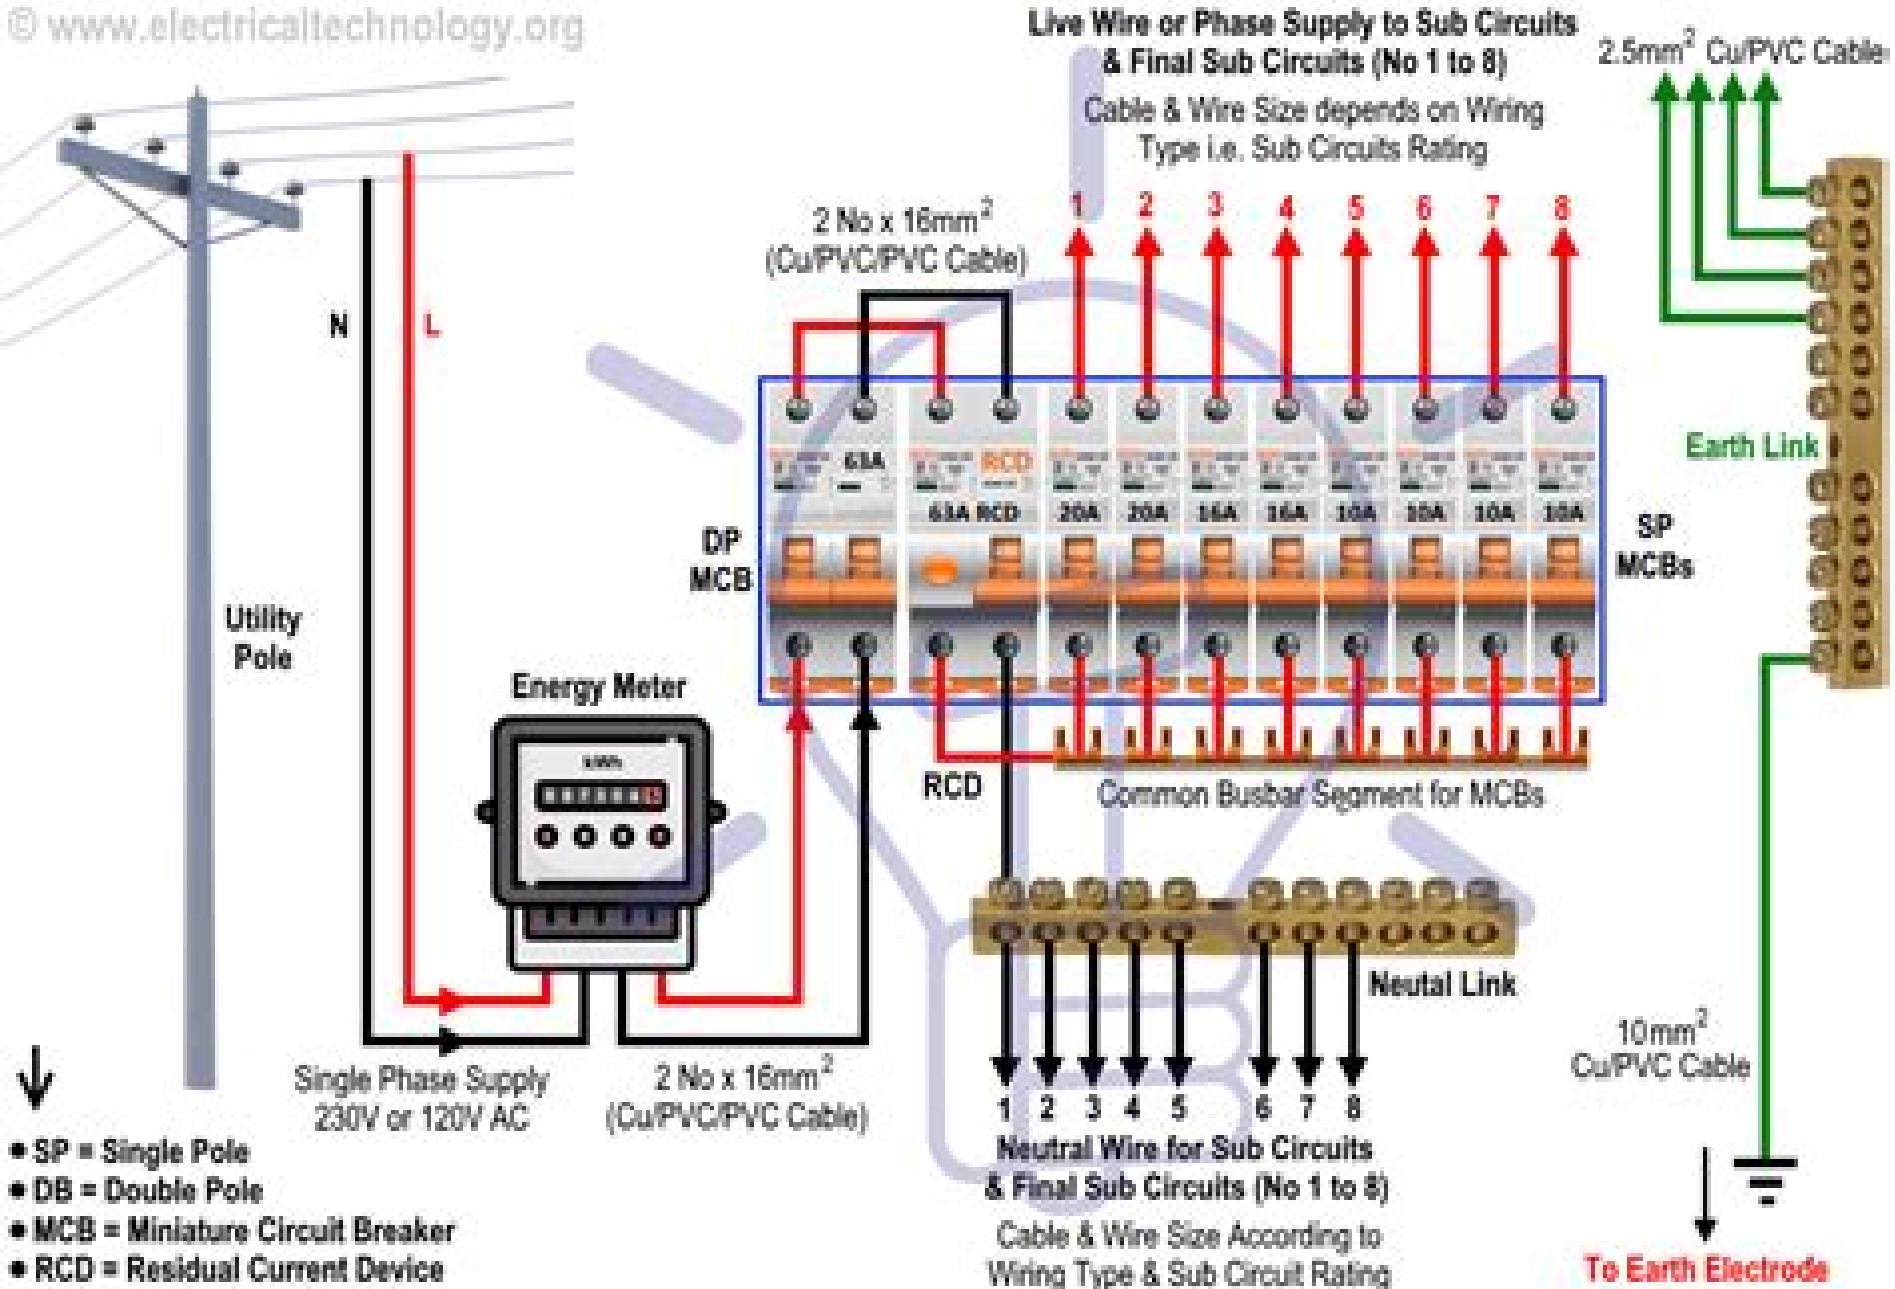 © www.electricaltechnology.org
Live Wire or Phase Supply to Sub Circuits
& Final Sub Circuits (No 1 to 8)
Cable & Wire Size depends on Wiring
Type i.e. Sub Circuits Rating
2.5mm² Cu/PVC Cable
2 No x 16mm²
(Cu/PVC/PVC Cable)
1 2 3 4 5 6 7 8
N L
63A RCD
63A RCD 20A 20A 16A 16A 10A 10A 10A 10A
DP
MCB
SP
MCBs
Earth Link
Utility
Pole
Energy Meter
kWh
RCD
Common Busbar Segment for MCBs
Neutal Link
Single Phase Supply
230V or 120V AC
2 No x 16mm²
(Cu/PVC/PVC Cable)
10mm²
Cu/PVC Cable
1 2 3 4 5 6 7 8
Neutral Wire for Sub Circuits
& Final Sub Circuits (No 1 to 8)
Cable & Wire Size According to
Wiring Type & Sub Circuit Rating
• SP = Single Pole
• DB = Double Pole
• MCB = Miniature Circuit Breaker
• RCD = Residual Current Device
To Earth Electrode